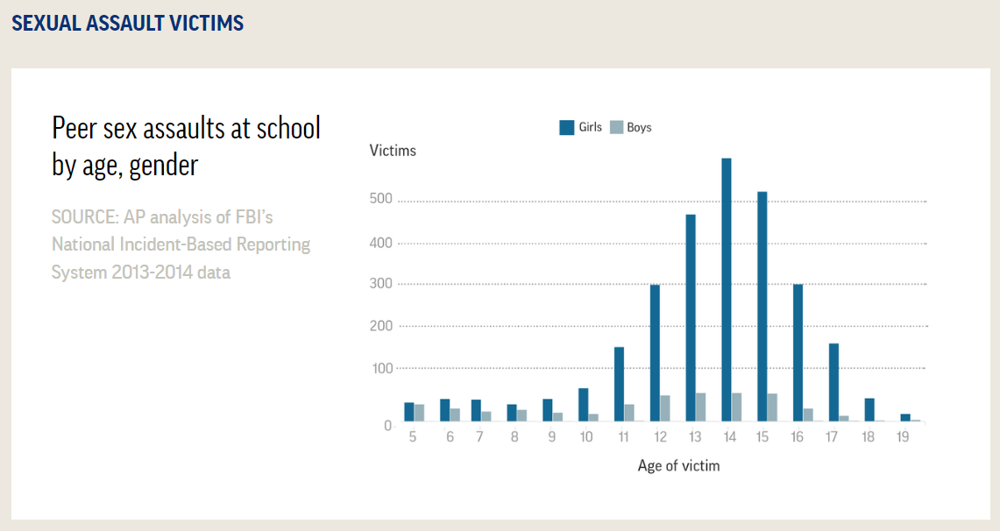 SEXUAL ASSAULT VICTIMS
Peer sex assaults at school
by age, gender
SOURCE: AP analysis of FBI's
National Incident-Based Reporting
System 2013-2014 data
Girls Boys
Victims
500
400
300
200
100
0
5 6 7 8 9 10 11 12 13 14 15 16 17 18 19
Age of victim